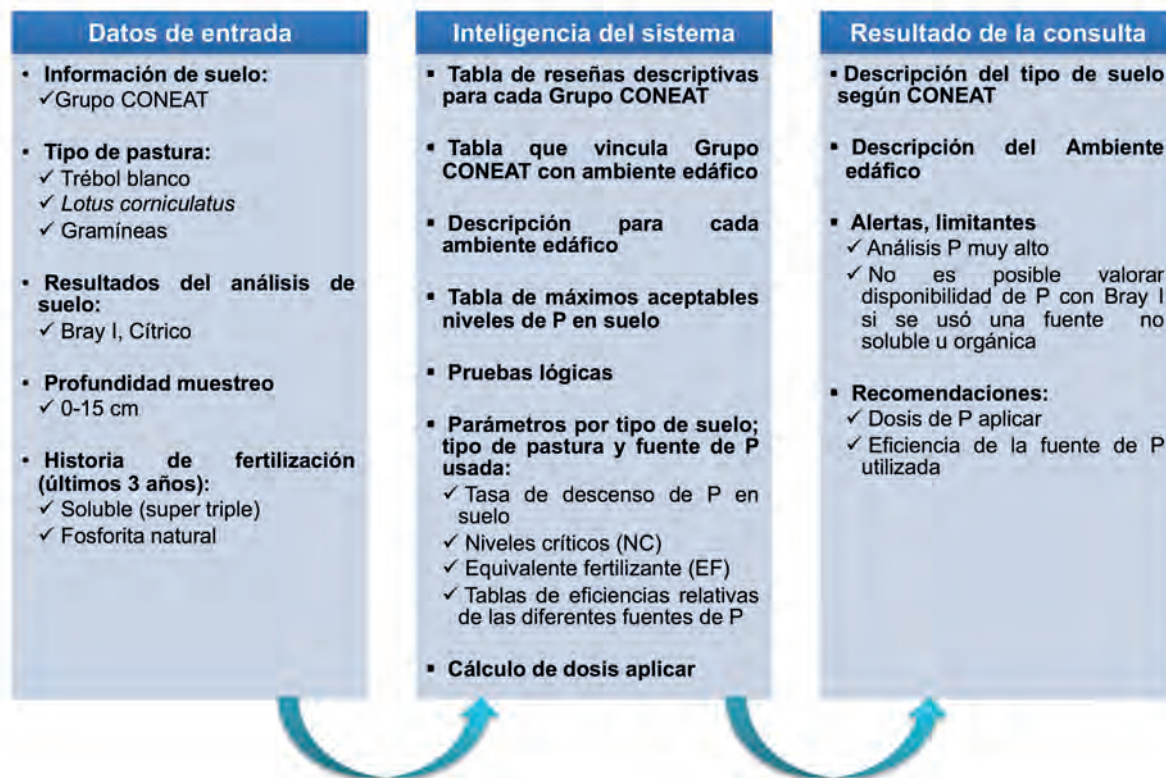 Datos de entrada
• Información de suelo:
✓Grupo CONEAT
• Tipo de pastura:
✓ Trébol blanco
✓ Lotus corniculatus
✓ Gramíneas
• Resultados del análisis de
suelo:
✓ Bray I, Cítrico
• Profundidad muestreo
✓ 0-15 cm
• Historia de fertilización
(últimos 3 años):
✓ Soluble (super triple)
✓ Fosforita natural
Inteligencia del sistema
▪ Tabla de reseñas descriptivas
para cada Grupo CONEAT
▪ Tabla que vincula Grupo
CONEAT con ambiente edáfico
▪ Descripción para cada
ambiente edáfico
▪ Tabla de máximos aceptables
niveles de P en suelo
▪ Pruebas lógicas
▪ Parámetros por tipo de suelo;
tipo de pastura y fuente de P
usada:
✓ Tasa de descenso de P en
suelo
✓ Niveles críticos (NC)
✓ Equivalente fertilizante (EF)
✓ Tablas de eficiencias relativas
de las diferentes fuentes de P
▪ Cálculo de dosis aplicar
Resultado de la consulta
▪ Descripción del tipo de suelo
según CONEAT
▪ Descripción del Ambiente
edáfico
▪ Alertas, limitantes
✓ Análisis P muy alto
✓ No es posible valorar
disponibilidad de P con Bray I
si se usó una fuente no
soluble u orgánica
▪ Recomendaciones:
✓ Dosis de P aplicar
✓ Eficiencia de la fuente de P
utilizada